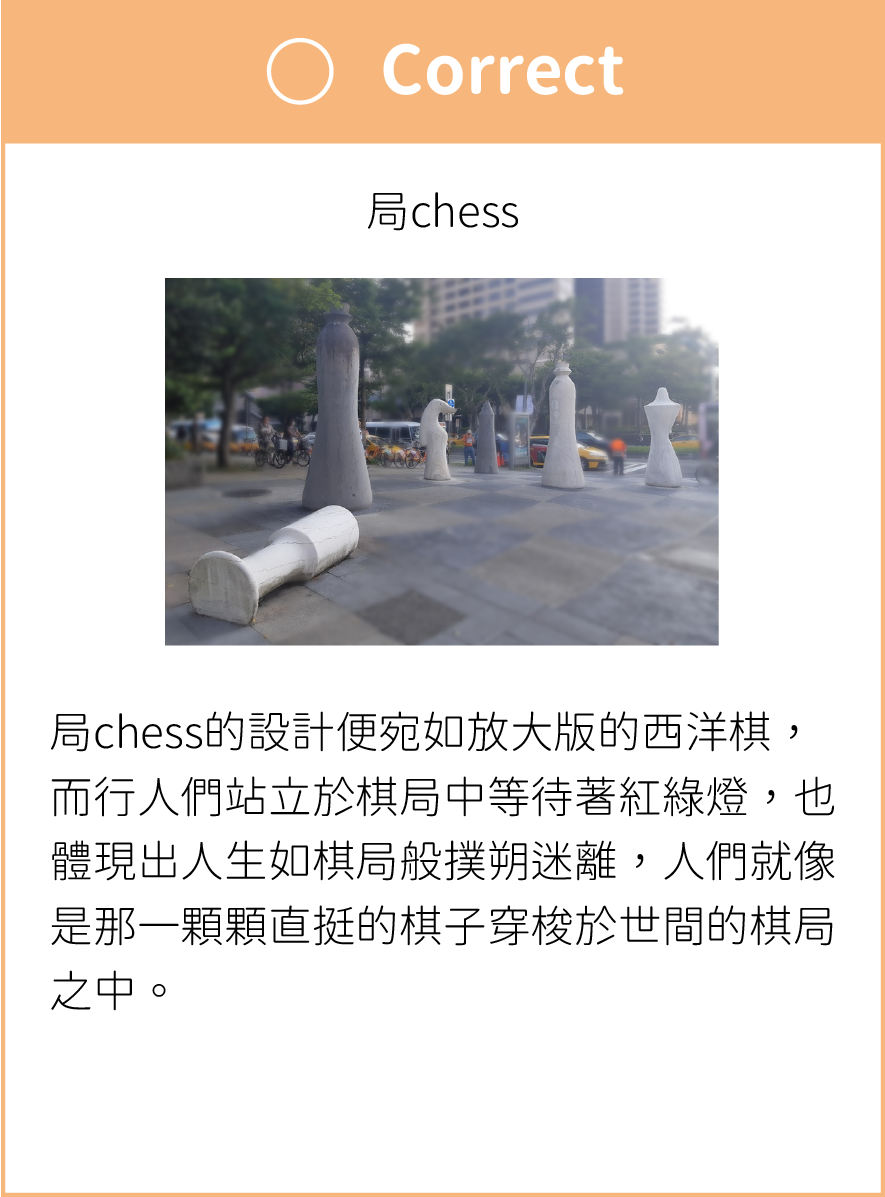 Correct
局chess
局chess的設計便宛如放大版的西洋棋，
而行人們站立於棋局中等待著紅綠燈，也
體現出人生如棋局般撲朔迷離，人們就像
是那一顆顆直挺的棋子穿梭於世間的棋局
之中。